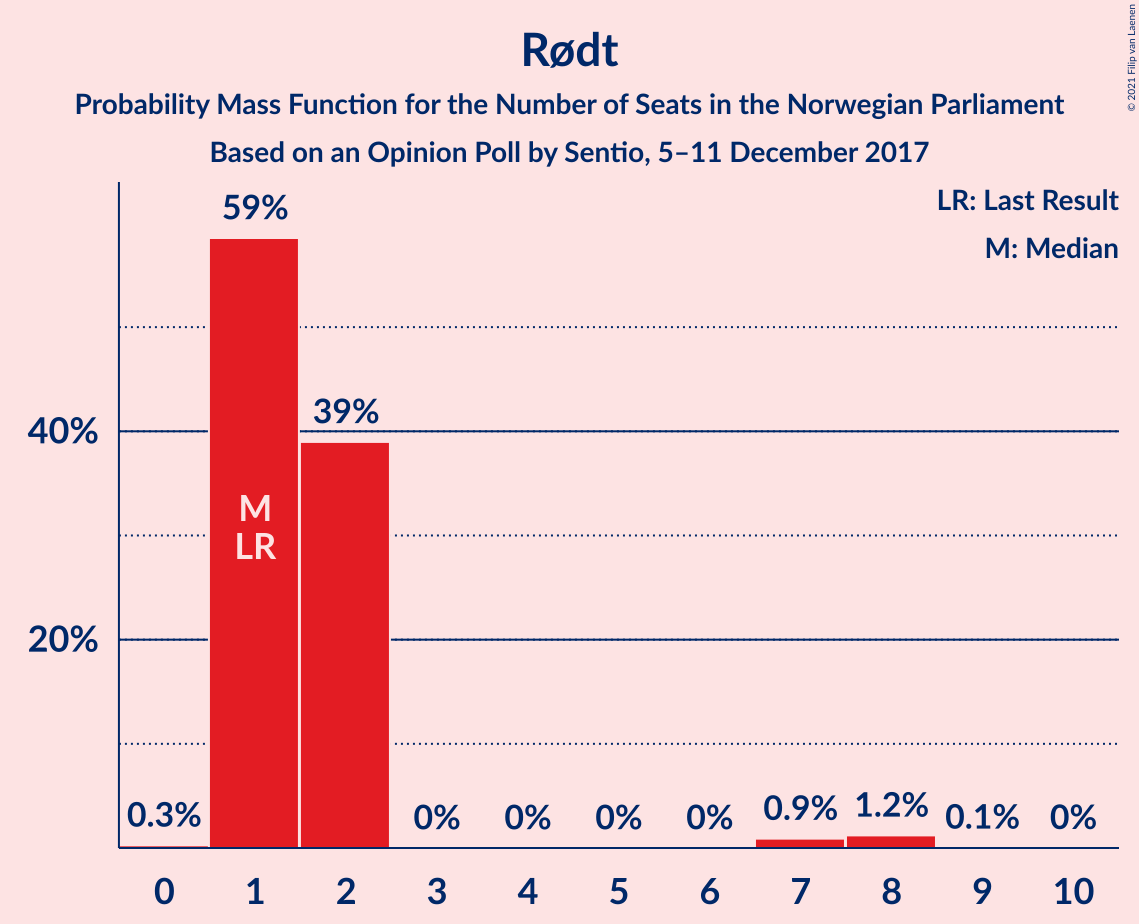 Rødt
Probability Mass Function for the Number of Seats in the Norwegian Parliament
Based on an Opinion Poll by Sentio, 5–11 December 2017
© 2021 Filip van Laenen
LR: Last Result
M: Median
59%
39%
40%
20%
M
LR
0.3%
0%
0%
0%
0%
0.9%
1.2%
0.1%
0%
0 1 2 3 4 5 6 7 8 9 10